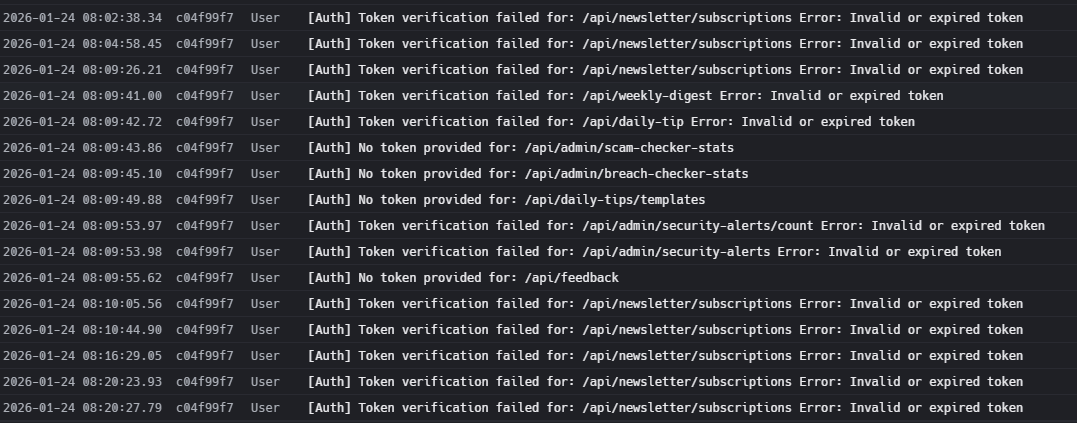 2026-01-24 08:02:38.34 c04f99f7 User [Auth] Token verification failed for: /api/newsletter/subscriptions Error: Invalid or expired token
2026-01-24 08:04:58.45 c04f99f7 User [Auth] Token verification failed for: /api/newsletter/subscriptions Error: Invalid or expired token
2026-01-24 08:09:26.21 c04f99f7 User [Auth] Token verification failed for: /api/newsletter/subscriptions Error: Invalid or expired token
2026-01-24 08:09:41.00 c04f99f7 User [Auth] Token verification failed for: /api/weekly-digest Error: Invalid or expired token
2026-01-24 08:09:42.72 c04f99f7 User [Auth] Token verification failed for: /api/daily-tip Error: Invalid or expired token
2026-01-24 08:09:43.86 c04f99f7 User [Auth] No token provided for: /api/admin/scam-checker-stats
2026-01-24 08:09:45.10 c04f99f7 User [Auth] No token provided for: /api/admin/breach-checker-stats
2026-01-24 08:09:49.88 c04f99f7 User [Auth] No token provided for: /api/daily-tips/templates
2026-01-24 08:09:53.97 c04f99f7 User [Auth] Token verification failed for: /api/admin/security-alerts/count Error: Invalid or expired token
2026-01-24 08:09:53.98 c04f99f7 User [Auth] Token verification failed for: /api/admin/security-alerts Error: Invalid or expired token
2026-01-24 08:09:55.62 c04f99f7 User [Auth] No token provided for: /api/feedback
2026-01-24 08:10:05.56 c04f99f7 User [Auth] Token verification failed for: /api/newsletter/subscriptions Error: Invalid or expired token
2026-01-24 08:10:44.90 c04f99f7 User [Auth] Token verification failed for: /api/newsletter/subscriptions Error: Invalid or expired token
2026-01-24 08:16:29.05 c04f99f7 User [Auth] Token verification failed for: /api/newsletter/subscriptions Error: Invalid or expired token
2026-01-24 08:20:23.93 c04f99f7 User [Auth] Token verification failed for: /api/newsletter/subscriptions Error: Invalid or expired token
2026-01-24 08:20:27.79 c04f99f7 User [Auth] Token verification failed for: /api/newsletter/subscriptions Error: Invalid or expired token